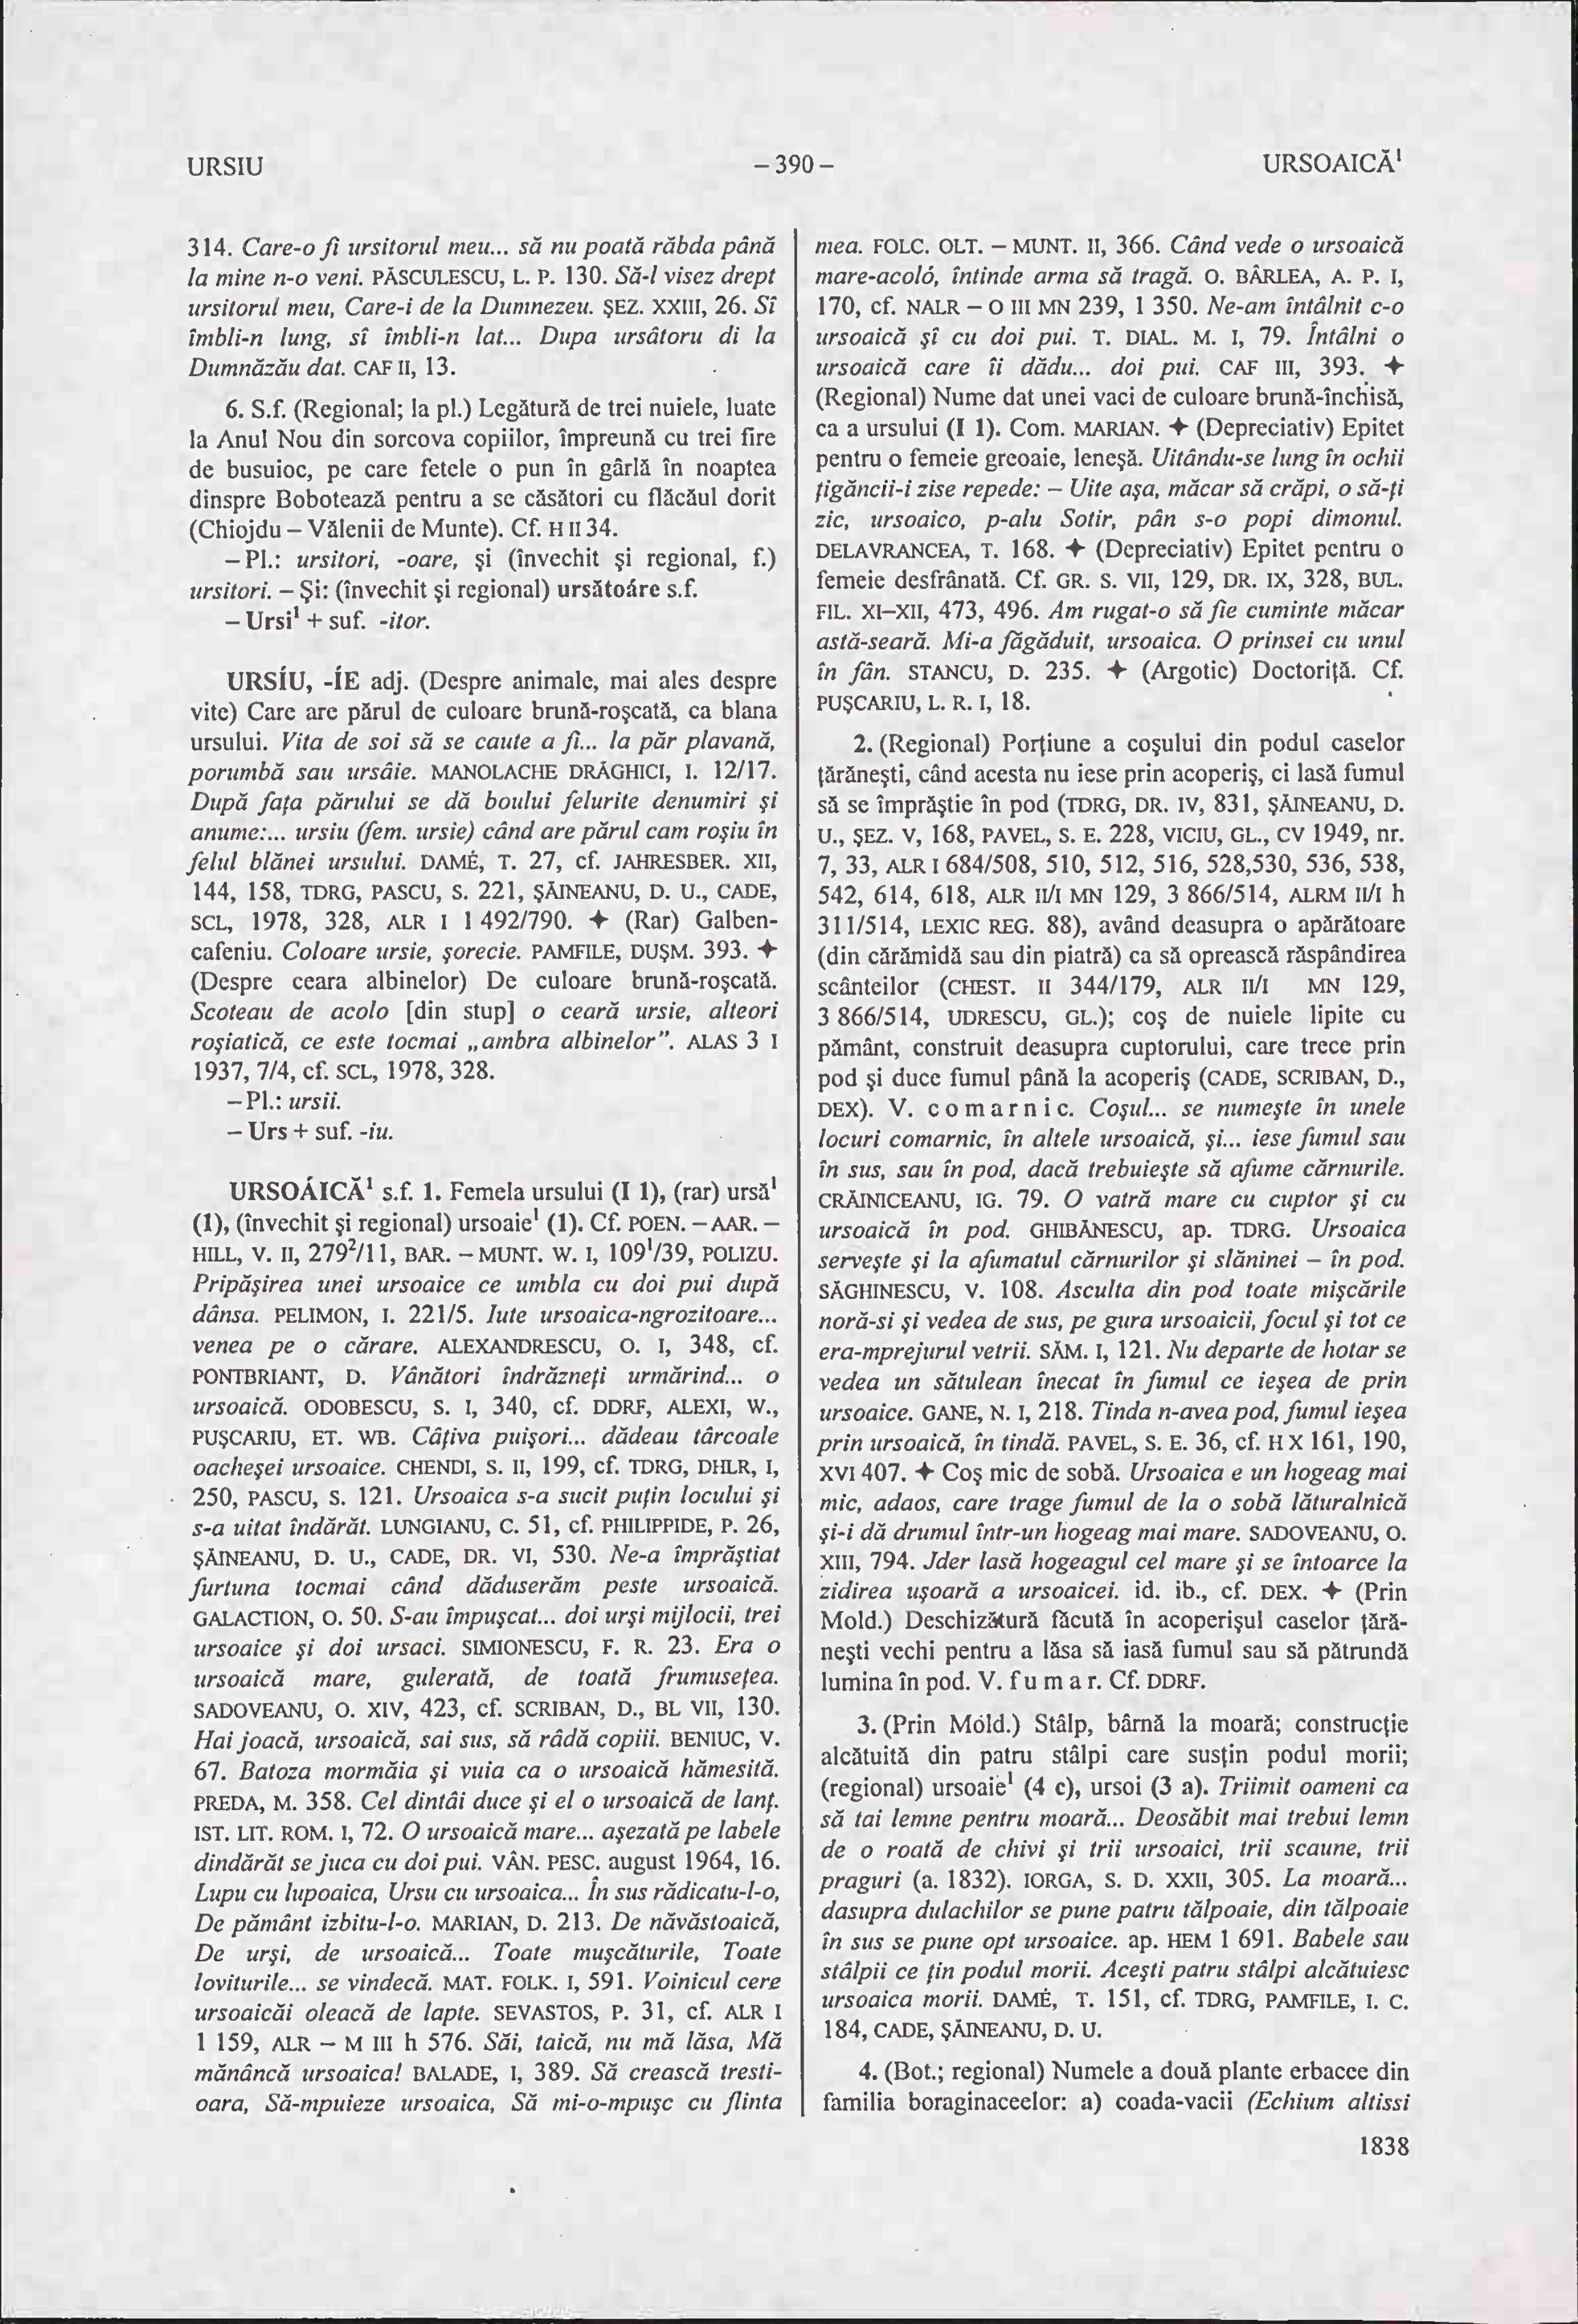 URSIU
– 390 –
URSOAICĂ¹
314. Care-o fi ursitorul meu... să nu poată răbda până
la mine n-o veni. PĂSCULESCU, L. P. 130. Să-l visez drept
ursitorul meu, Care-i de la Dumnezeu. ŞEZ. XXIII, 26. Sî
îmbli-n lung, sî îmbli-n lat... Dupa ursâtoru di la
Dumnăzău dat. CAF II, 13.
6. S.f. (Regional; la pl.) Legătură de trei nuiele, luate
la Anul Nou din sorcova copiilor, împreună cu trei fire
de busuioc, pe care fetele o pun în gârlă în noaptea
dinspre Bobotează pentru a se căsători cu flăcăul dorit
(Chiojdu – Vălenii de Munte). Cf. H II 34.
– Pl.: ursitori, -oare, şi (învechit şi regional, f.)
ursitori. – Şi: (învechit şi regional) ursătoáre s.f.
– Ursi¹ + suf. -itor.
URSÍU, -ÍE adj. (Despre animale, mai ales despre
vite) Care are părul de culoare brună-roşcată, ca blana
ursului. Vita de soi să se caute a fi... la păr plavană,
porumbă sau ursâie. MANOLACHE DRĂGHICI, I. 12/17.
După faţa părului se dă boului felurite denumiri şi
anume:... ursiu (fem. ursie) când are părul cam roşiu în
felul blănei ursului. DAMÉ, T. 27, cf. JAHRESBER. XII,
144, 158, TDRG, PASCU, S. 221, ŞĂINEANU, D. U., CADE,
SCL, 1978, 328, ALR I 1 492/790. ✦ (Rar) Galben-
cafeniu. Coloare ursie, şorecie. PAMFILE, DUŞM. 393. ✦
(Despre ceara albinelor) De culoare brună-roşcată.
Scoteau de acolo [din stup] o ceară ursie, alteori
roşiatică, ce este tocmai „ambra albinelor”. ALAS 3 I
1937, 7/4, cf. SCL, 1978, 328.
– Pl.: ursii.
– Urs + suf. -iu.
URSOÁICĂ¹ s.f. 1. Femela ursului (I 1), (rar) ursă¹
(1), (învechit şi regional) ursoaie¹ (1). Cf. POEN. – AAR. –
HILL, V. II, 279²/11, BAR. – MUNT. W. I, 109¹/39, POLIZU.
Pripăşirea unei ursoaice ce umbla cu doi pui după
dânsa. PELIMON, I. 221/5. Iute ursoaica-ngrozitoare...
venea pe o cărare. ALEXANDRESCU, O. I, 348, cf.
PONTBRIANT, D. Vânători îndrăzneţi urmărind... o
ursoaică. ODOBESCU, S. I, 340, cf. DDRF, ALEXI, W.,
PUŞCARIU, ET. WB. Câţiva puişori... dădeau târcoale
oacheşei ursoaice. CHENDI, S. II, 199, cf. TDRG, DHLR, I,
250, PASCU, S. 121. Ursoaica s-a sucit puţin locului şi
s-a uitat îndărăt. LUNGIANU, C. 51, cf. PHILIPPIDE, P. 26,
ŞĂINEANU, D. U., CADE, DR. VI, 530. Ne-a împrăştiat
furtuna tocmai când dăduserăm peste ursoaică.
GALACTION, O. 50. S-au împuşcat... doi urşi mijlocii, trei
ursoaice şi doi ursaci. SIMIONESCU, F. R. 23. Era o
ursoaică mare, gulerată, de toată frumuseţea.
SADOVEANU, O. XIV, 423, cf. SCRIBAN, D., BL VII, 130.
Hai joacă, ursoaică, sai sus, să râdă copiii. BENIUC, V.
67. Batoza mormăia şi vuia ca o ursoaică hămesită.
PREDA, M. 358. Cel dintâi duce şi el o ursoaică de lanţ.
IST. LIT. ROM. I, 72. O ursoaică mare... aşezată pe labele
dindărăt se juca cu doi pui. VÂN. PESC. august 1964, 16.
Lupu cu lupoaica, Ursu cu ursoaica... În sus rădicatu-l-o,
De pământ izbitu-l-o. MARIAN, D. 213. De năvăstoaică,
De urşi, de ursoaică... Toate muşcăturile, Toate
loviturile... se vindecă. MAT. FOLK. I, 591. Voinicul cere
ursoaicăi oleacă de lapte. SEVASTOS, P. 31, cf. ALR I
1 159, ALR – M III h 576. Săi, taică, nu mă lăsa, Mă
mănâncă ursoaica! BALADE, I, 389. Să crească tresti-
oara, Să-mpuieze ursoaica, Să mi-o-mpuşc cu flinta
mea. FOLC. OLT. – MUNT. II, 366. Când vede o ursoaică
mare-acoló, întinde arma să tragă. O. BÂRLEA, A. P. I,
170, cf. NALR – O III MN 239, 1 350. Ne-am întâlnit c-o
ursoaică şî cu doi pui. T. DIAL. M. I, 79. Întâlni o
ursoaică care îi dădu... doi pui. CAF III, 393. ✦
(Regional) Nume dat unei vaci de culoare brună-închisă,
ca a ursului (I 1). Com. MARIAN. ✦ (Depreciativ) Epitet
pentru o femeie greoaie, leneşă. Uitându-se lung în ochii
ţigăncii-i zise repede: – Uite aşa, măcar să crăpi, o să-ţi
zic, ursoaico, p-alu Sotir, pân s-o popi dimonul.
DELAVRANCEA, T. 168. ✦ (Depreciativ) Epitet pentru o
femeie desfrânată. Cf. GR. S. VII, 129, DR. IX, 328, BUL.
FIL. XI–XII, 473, 496. Am rugat-o să fie cuminte măcar
astă-seară. Mi-a făgăduit, ursoaica. O prinsei cu unul
în fân. STANCU, D. 235. ✦ (Argotic) Doctoriţă. Cf.
PUŞCARIU, L. R. I, 18.
2. (Regional) Porţiune a coşului din podul caselor
ţărăneşti, când acesta nu iese prin acoperiş, ci lasă fumul
să se împrăştie în pod (TDRG, DR. IV, 831, ŞĂINEANU, D.
U., ŞEZ. V, 168, PAVEL, S. E. 228, VICIU, GL., CV 1949, nr.
7, 33, ALR I 684/508, 510, 512, 516, 528,530, 536, 538,
542, 614, 618, ALR II/I MN 129, 3 866/514, ALRM II/I h
311/514, LEXIC REG. 88), având deasupra o apărătoare
(din cărămidă sau din piatră) ca să oprească răspândirea
scânteilor (CHEST. II 344/179, ALR II/I MN 129,
3 866/514, UDRESCU, GL.); coş de nuiele lipite cu
pământ, construit deasupra cuptorului, care trece prin
pod şi duce fumul până la acoperiş (CADE, SCRIBAN, D.,
DEX). V. c o m a r n i c. Coşul... se numeşte în unele
locuri comarnic, în altele ursoaică, şi... iese fumul sau
în sus, sau în pod, dacă trebuieşte să afume cărnurile.
CRĂINICEANU, IG. 79. O vatră mare cu cuptor şi cu
ursoaică în pod. GHIBĂNESCU, ap. TDRG. Ursoaica
serveşte şi la afumatul cărnurilor şi slăninei – în pod.
SĂGHINESCU, V. 108. Asculta din pod toate mişcările
noră-si şi vedea de sus, pe gura ursoaicii, focul şi tot ce
era-mprejurul vetrii. SĂM. I, 121. Nu departe de hotar se
vedea un sătulean înecat în fumul ce ieşea de prin
ursoaice. GANE, N. I, 218. Tinda n-avea pod, fumul ieşea
prin ursoaică, în tindă. PAVEL, S. E. 36, cf. H X 161, 190,
XVI 407. ✦ Coş mic de sobă. Ursoaica e un hogeag mai
mic, adaos, care trage fumul de la o sobă lăturalnică
şi-i dă drumul într-un hogeag mai mare. SADOVEANU, O.
XIII, 794. Jder lasă hogeagul cel mare şi se întoarce la
zidirea uşoară a ursoaicei. id. ib., cf. DEX. ✦ (Prin
Mold.) Deschizătură făcută în acoperişul caselor ţără-
neşti vechi pentru a lăsa să iasă fumul sau să pătrundă
lumina în pod. V. f u m a r. Cf. DDRF.
3. (Prin Mold.) Stâlp, bârnă la moară; construcţie
alcătuită din patru stâlpi care susţin podul morii;
(regional) ursoaie¹ (4 c), ursoi (3 a). Triimit oameni ca
să tai lemne pentru moară... Deosăbit mai trebui lemn
de o roată de chivi şi trii ursoaici, trii scaune, trii
praguri (a. 1832). IORGA, S. D. XXII, 305. La moară...
dasupra dulachilor se pune patru tălpoaie, din tălpoaie
în sus se pune opt ursoaice. ap. HEM 1 691. Babele sau
stâlpii ce ţin podul morii. Aceşti patru stâlpi alcătuiesc
ursoaica morii. DAMÉ, T. 151, cf. TDRG, PAMFILE, I. C.
184, CADE, ŞĂINEANU, D. U.
4. (Bot.; regional) Numele a două plante erbacee din
familia boraginaceelor: a) coada-vacii (Echium altissi
1838